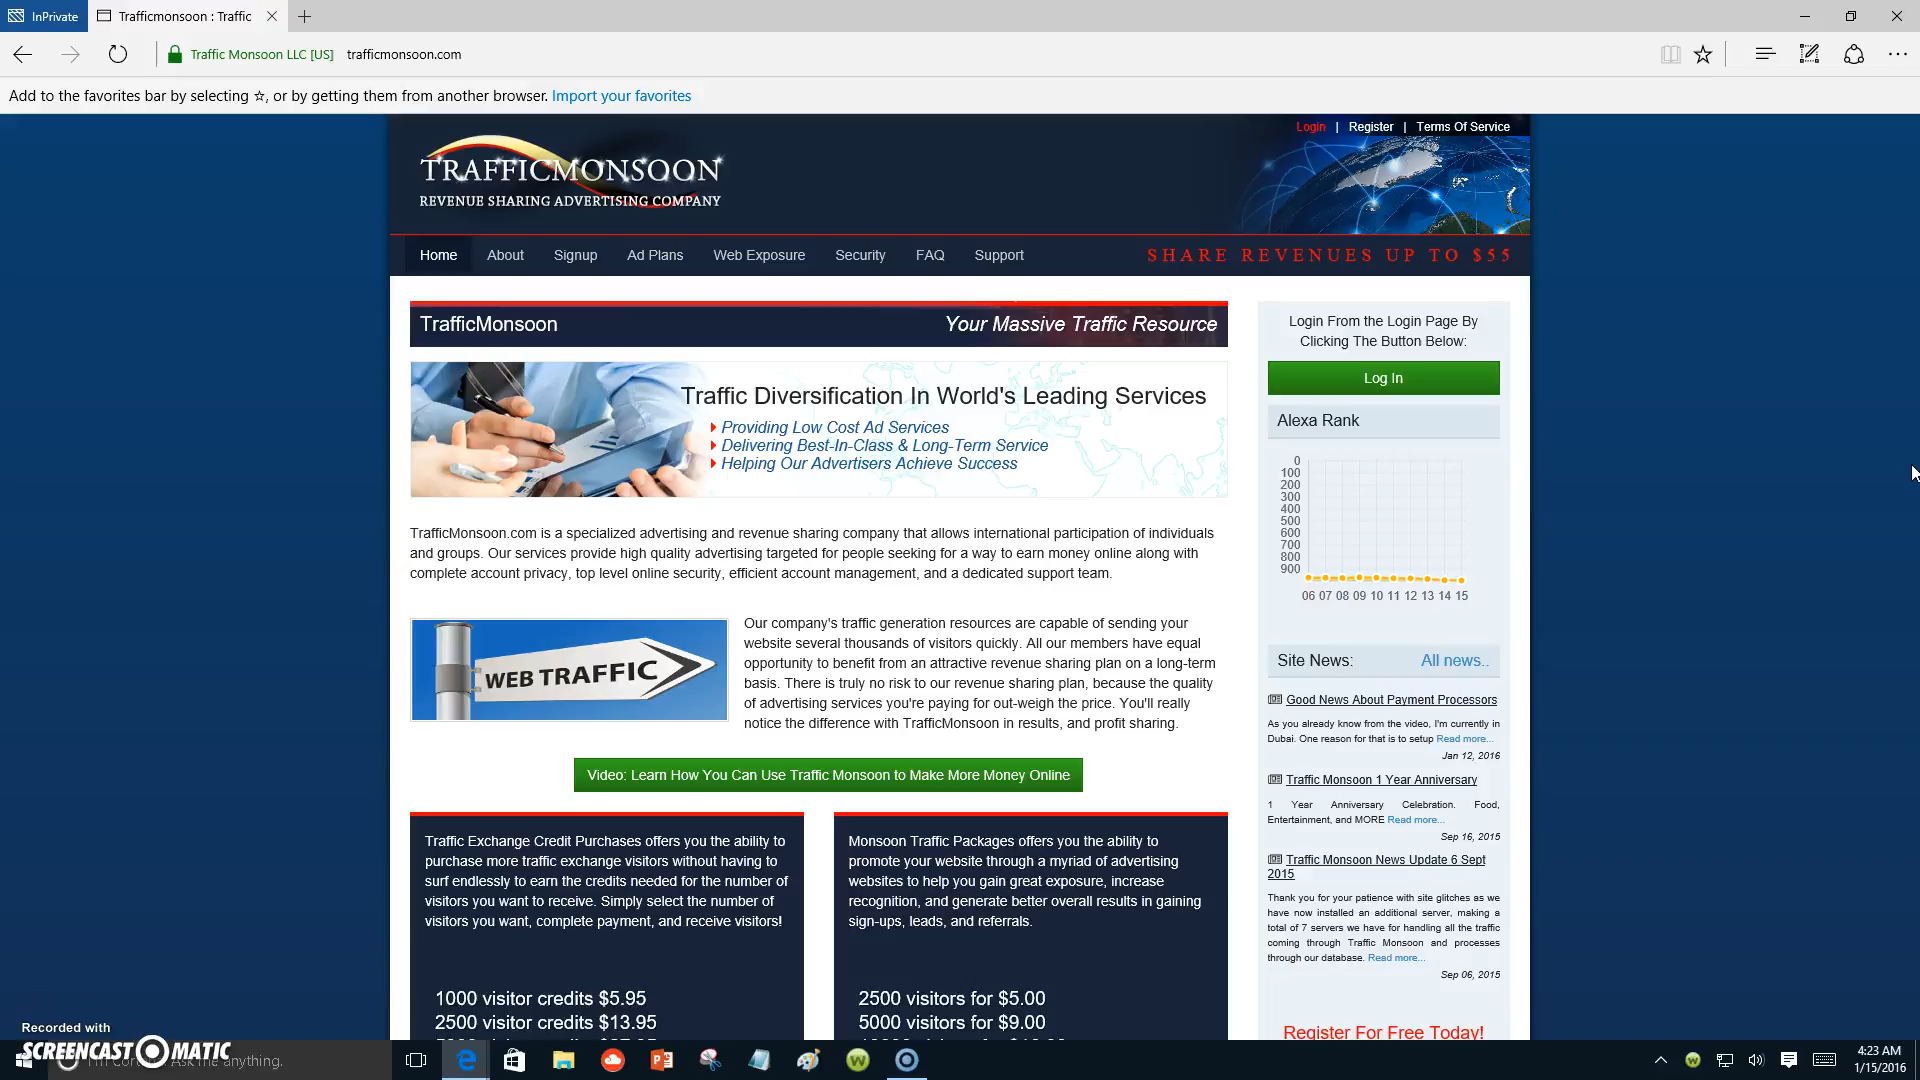 InPrivate
Trafficmonsoon : Traffic
Traffic Monsoon LLC [US] trafficmonsoon.com
Add to the favorites bar by selecting ☆, or by getting them from another browser. Import your favorites
Login | Register | Terms Of Service
TRAFFICMONSOON
REVENUE SHARING ADVERTISING COMPANY
Home About Signup Ad Plans Web Exposure Security FAQ Support
SHARE REVENUES UP TO $55
TrafficMonsoon
Your Massive Traffic Resource
Traffic Diversification In World's Leading Services
Providing Low Cost Ad Services
Delivering Best-In-Class & Long-Term Service
Helping Our Advertisers Achieve Success
TrafficMonsoon.com is a specialized advertising and revenue sharing company that allows international participation of individuals
and groups. Our services provide high quality advertising targeted for people seeking for a way to earn money online along with
complete account privacy, top level online security, efficient account management, and a dedicated support team.
WEB TRAFFIC
Our company's traffic generation resources are capable of sending your
website several thousands of visitors quickly. All our members have equal
opportunity to benefit from an attractive revenue sharing plan on a long-term
basis. There is truly no risk to our revenue sharing plan, because the quality
of advertising services you're paying for out-weigh the price. You'll really
notice the difference with TrafficMonsoon in results, and profit sharing.
Video: Learn How You Can Use Traffic Monsoon to Make More Money Online
Traffic Exchange Credit Purchases offers you the ability to
purchase more traffic exchange visitors without having to
surf endlessly to earn the credits needed for the number of
visitors you want to receive. Simply select the number of
visitors you want, complete payment, and receive visitors!
1000 visitor credits $5.95
2500 visitor credits $13.95
Monsoon Traffic Packages offers you the ability to
promote your website through a myriad of advertising
websites to help you gain great exposure, increase
recognition, and generate better overall results in gaining
sign-ups, leads, and referrals.
2500 visitors for $5.00
5000 visitors for $9.00
Login From the Login Page By
Clicking The Button Below:
Log In
Alexa Rank
0
100
200
300
400
500
600
700
800
900
06 07 08 09 10 11 12 13 14 15
Site News: All news..
Good News About Payment Processors
As you already know from the video, I'm currently in
Dubai. One reason for that is to setup Read more...
Jan 12, 2016
Traffic Monsoon 1 Year Anniversary
1 Year Anniversary Celebration. Food,
Entertainment, and MORE Read more...
Sep 16, 2015
Traffic Monsoon News Update 6 Sept
2015
Thank you for your patience with site glitches as we
have now installed an additional server, making a
total of 7 servers we have for handling all the traffic
coming through Traffic Monsoon and processes
through our database. Read more...
Sep 06, 2015
Register For Free Today!
Recorded with
SCREENCAST-O-MATIC
Ask me anything.
4:23 AM
1/15/2016